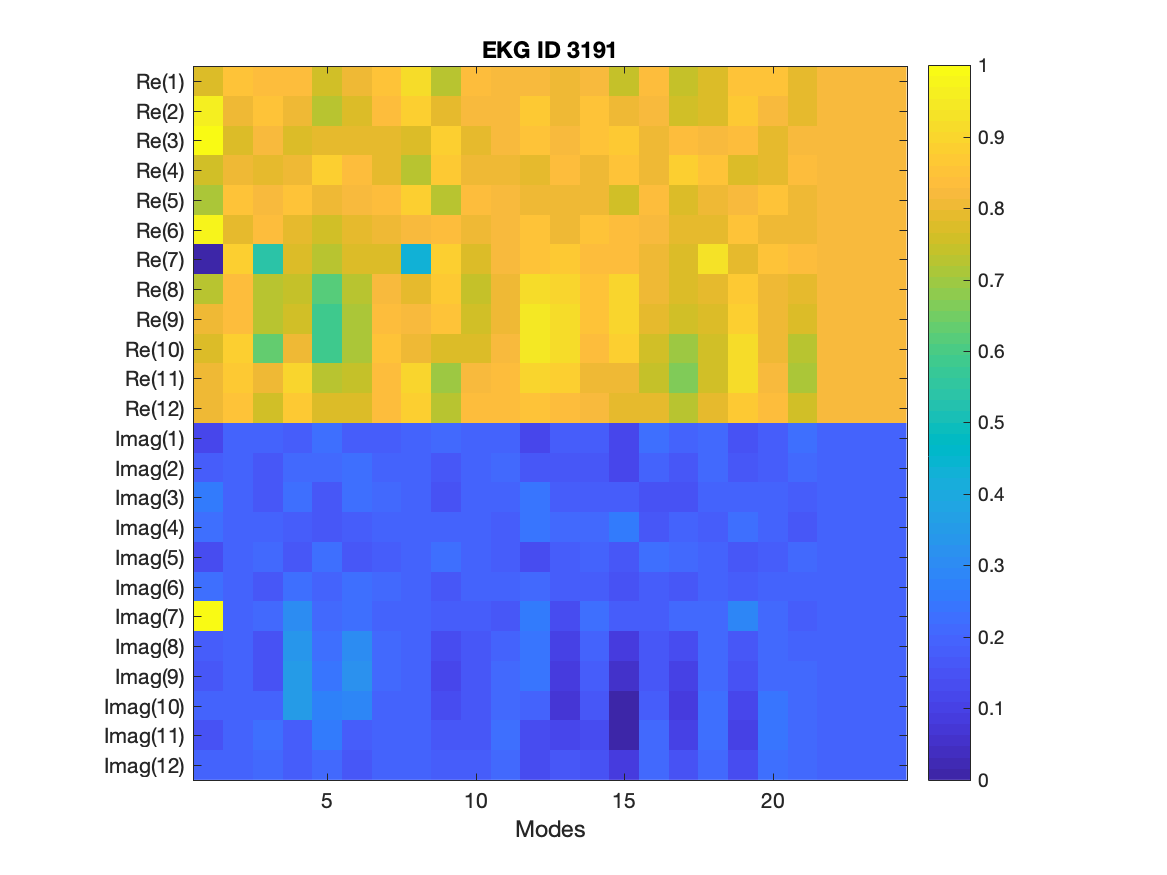 EKG ID 3191
Re(1)
Re(2)
Re(3)
Re(4)
Re(5)
Re(6)
Re(7)
Re(8)
Re(9)
Re(10)
Re(11)
Re(12)
Imag(1)
Imag(2)
Imag(3)
Imag(4)
Imag(5)
Imag(6)
Imag(7)
Imag(8)
Imag(9)
Imag(10)
Imag(11)
Imag(12)
5 10 15 20
Modes
1
0.9
0.8
0.7
0.6
0.5
0.4
0.3
0.2
0.1
0